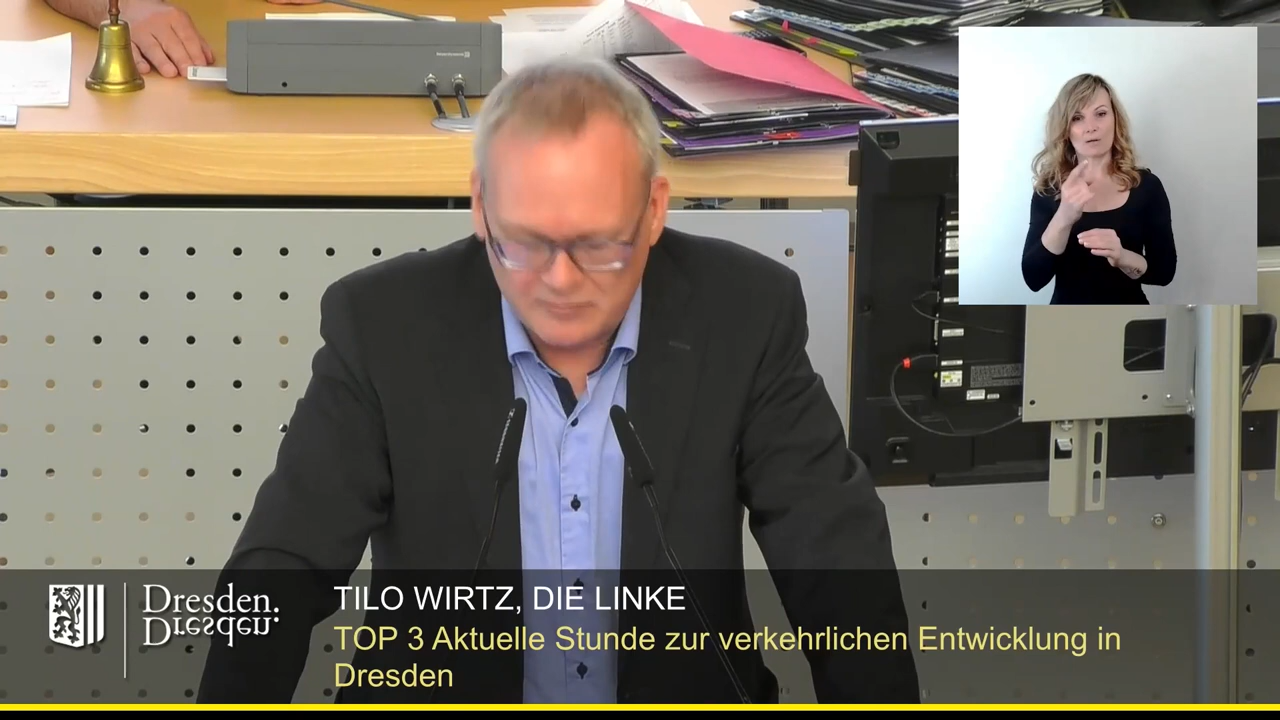 Dresden.
Dresden.
TILO WIRTZ, DIE LINKE
TOP 3 Aktuelle Stunde zur verkehrlichen Entwicklung in
Dresden